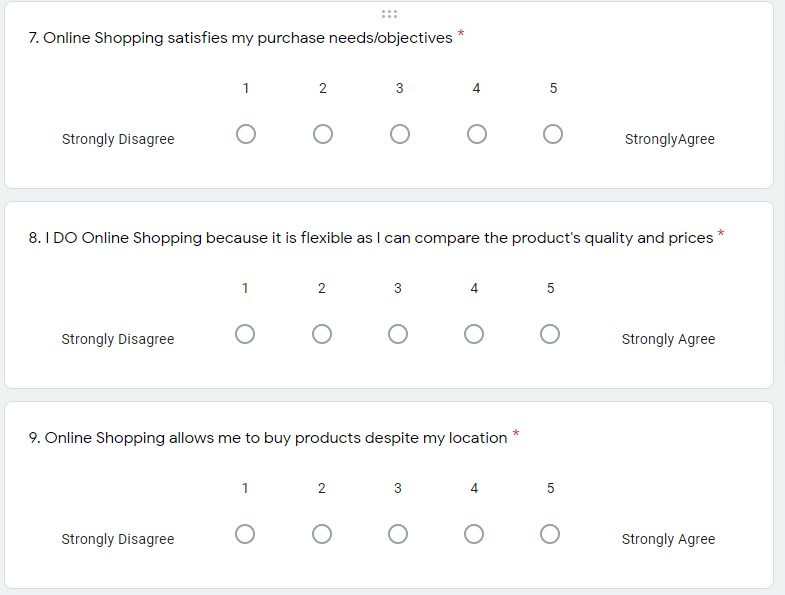 7. Online Shopping satisfies my purchase needs/objectives *
1 2 3 4 5
Strongly Disagree StronglyAgree
8. I DO Online Shopping because it is flexible as I can compare the product's quality and prices *
1 2 3 4 5
Strongly Disagree Strongly Agree
9. Online Shopping allows me to buy products despite my location *
1 2 3 4 5
Strongly Disagree Strongly Agree